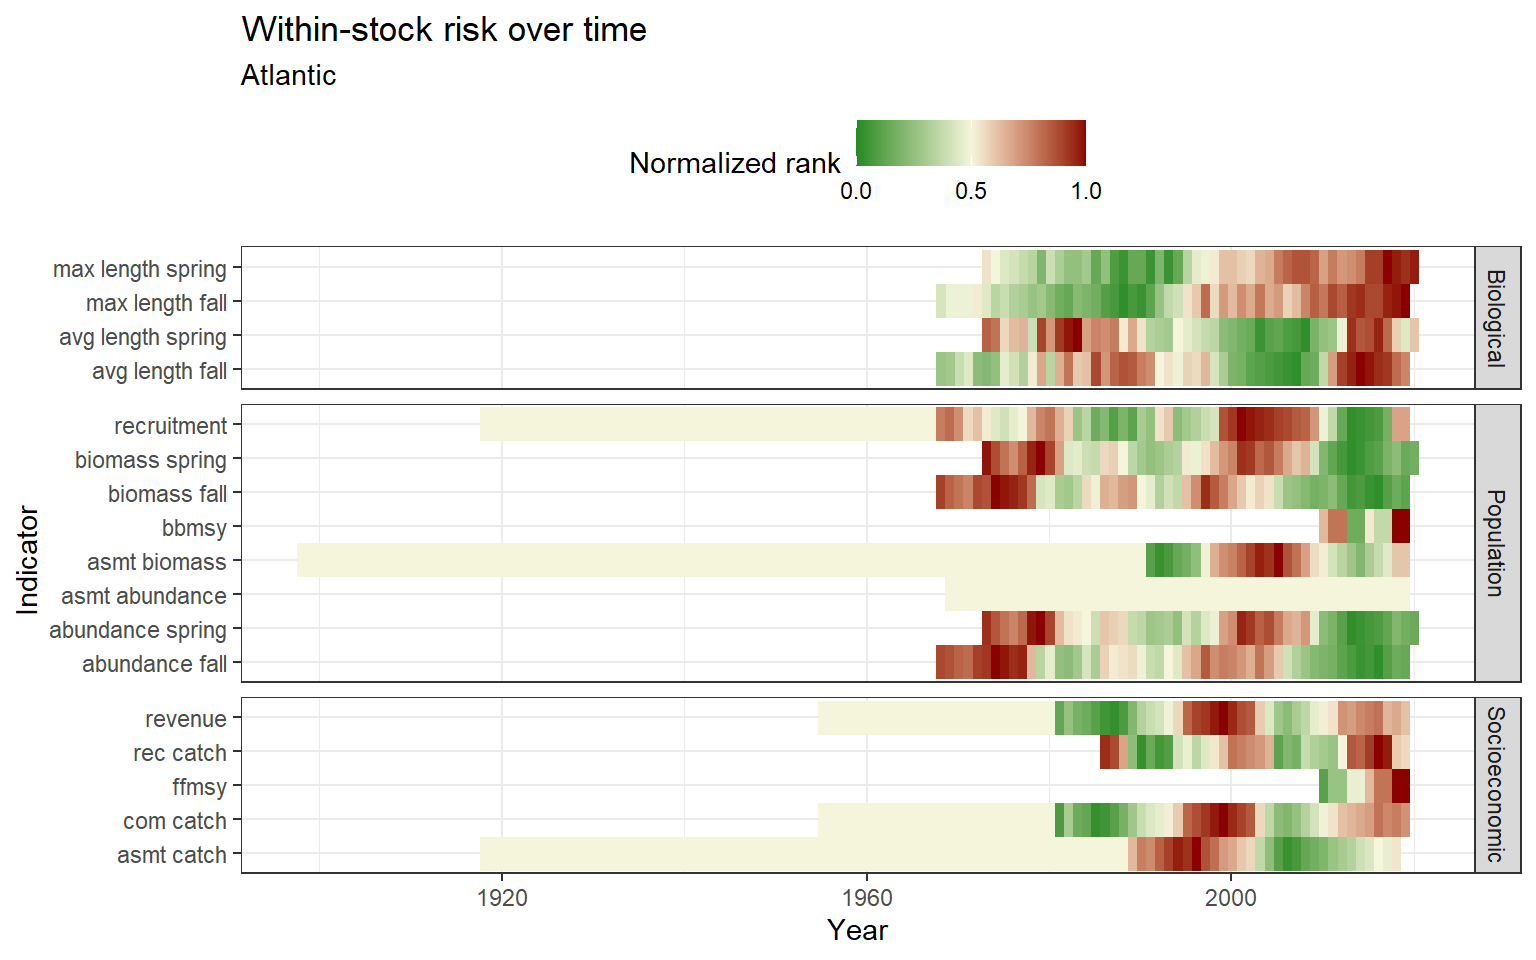 Within-stock risk over time
Atlantic
Normalized rank
0.0 0.5 1.0
max length spring
max length fall
avg length spring
avg length fall
Biological
recruitment
biomass spring
biomass fall
bbmsy
asmt biomass
asmt abundance
abundance spring
abundance fall
Population
revenue
rec catch
ffmsy
com catch
asmt catch
Socioeconomic
Indicator
1920 1960 2000
Year